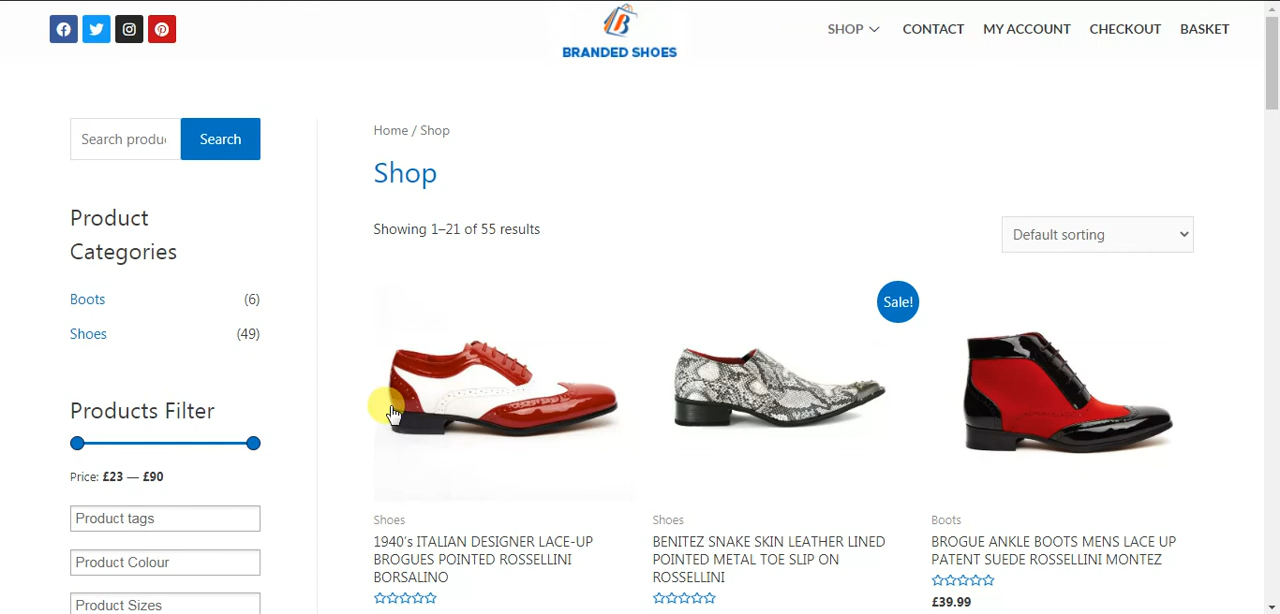 BRANDED SHOES
SHOP
CONTACT
MY ACCOUNT
CHECKOUT
BASKET
Search produ
Search
Product
Categories
Boots (6)
Shoes (49)
Products Filter
Price: £23 — £90
Product tags
Product Colour
Product Sizes
Home / Shop
Shop
Showing 1–21 of 55 results
Default sorting
Shoes
1940's ITALIAN DESIGNER LACE-UP
BROGUES POINTED ROSSELLINI
BORSALINO
Sale!
Shoes
BENITEZ SNAKE SKIN LEATHER LINED
POINTED METAL TOE SLIP ON
ROSSELLINI
Boots
BROGUE ANKLE BOOTS MENS LACE UP
PATENT SUEDE ROSSELLINI MONTEZ
£39.99